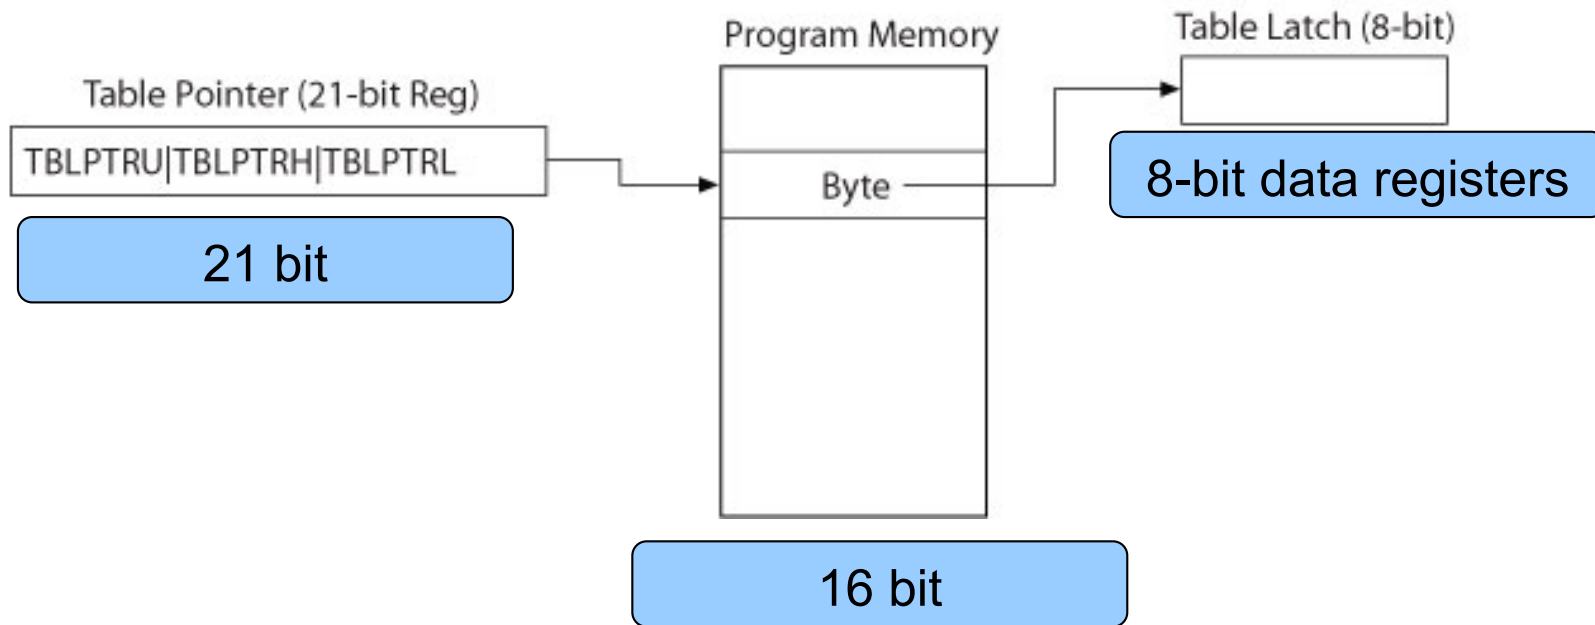 Program Memory
Table Latch (8-bit)
Table Pointer (21-bit Reg)
TBLPTRU|TBLPTRH|TBLPTRL
Byte
8-bit data registers
21 bit
16 bit